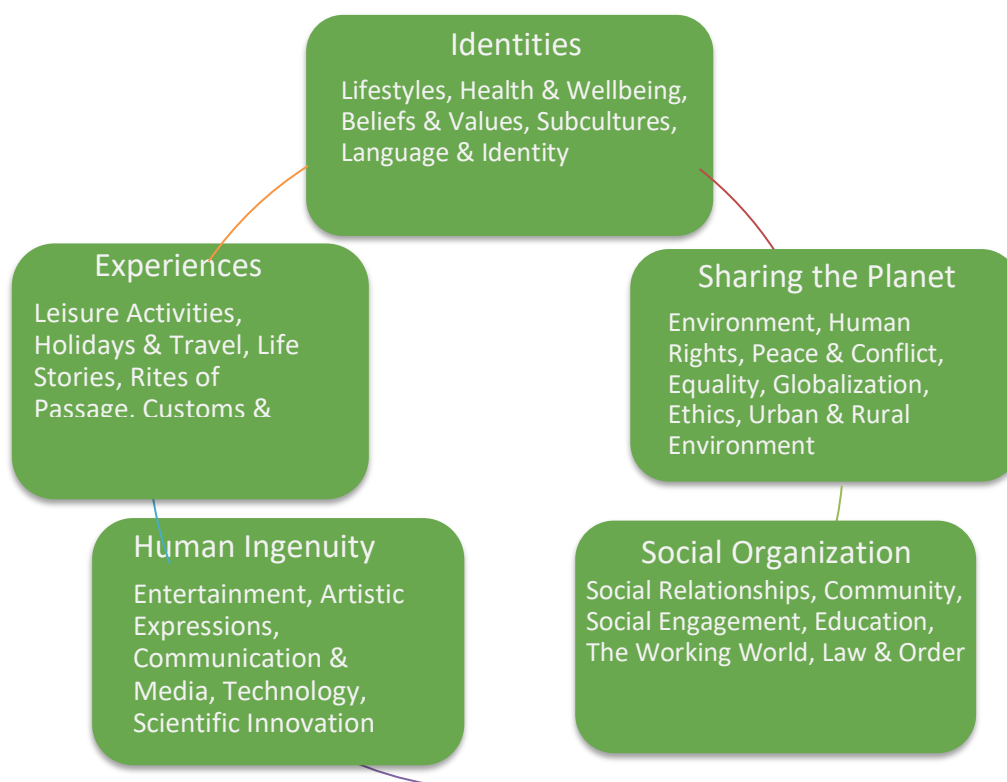 Identities
Lifestyles, Health & Wellbeing,
Beliefs & Values, Subcultures,
Language & Identity
Experiences
Leisure Activities,
Holidays & Travel, Life
Stories, Rites of
Passage, Customs &
Sharing the Planet
Environment, Human
Rights, Peace & Conflict,
Equality, Globalization,
Ethics, Urban & Rural
Environment
Human Ingenuity
Entertainment, Artistic
Expressions,
Communication &
Media, Technology,
Scientific Innovation
Social Organization
Social Relationships, Community,
Social Engagement, Education,
The Working World, Law & Order